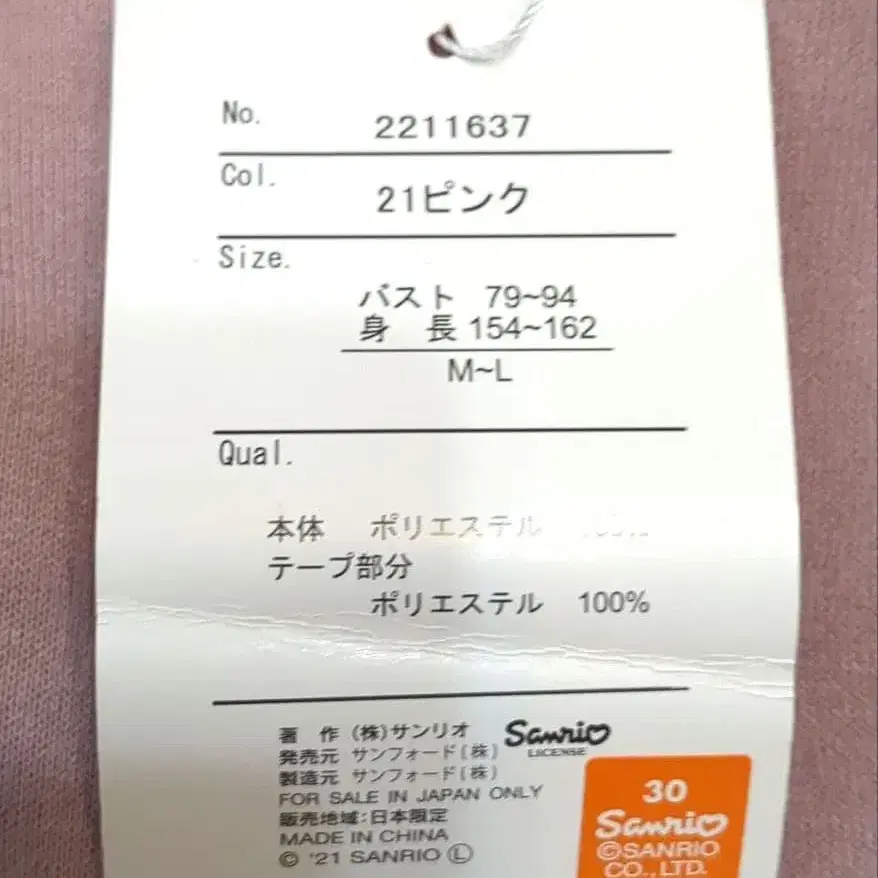 No. 2211637
Col. 21ピンク
Size.
バスト 79~94
身 長 154~162
M~L
Qual.
本体 ポリエステル
テープ部分
ポリエステル 100%
著 作 (株)サンリオ
Sanrio
LICENSE
発売元 サンフォード(株)
製造元 サンフォード(株)
FOR SALE IN JAPAN ONLY
販売地域:日本限定
MADE IN CHINA
© '21 SANRIO Ⓛ
30
Sanrio
©SANRIO
CO.,LTD.